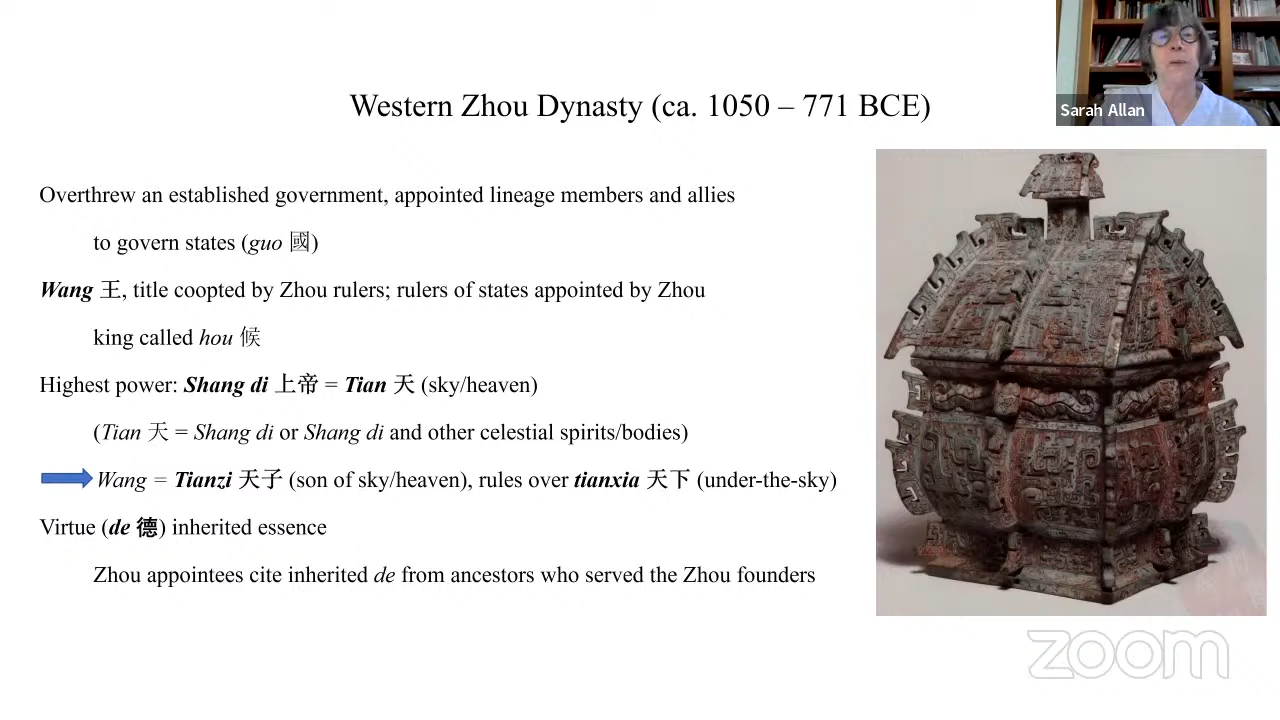 Western Zhou Dynasty (ca. 1050 – 771 BCE)
Sarah Allan
Overthrew an established government, appointed lineage members and allies
to govern states (guo 國)
Wang 王, title coopted by Zhou rulers; rulers of states appointed by Zhou
king called hou 候
Highest power: Shang di 上帝 = Tian 天 (sky/heaven)
(Tian 天 = Shang di or Shang di and other celestial spirits/bodies)
Wang = Tianzi 天子 (son of sky/heaven), rules over tianxia 天下 (under-the-sky)
Virtue (de 德) inherited essence
Zhou appointees cite inherited de from ancestors who served the Zhou founders
zoom